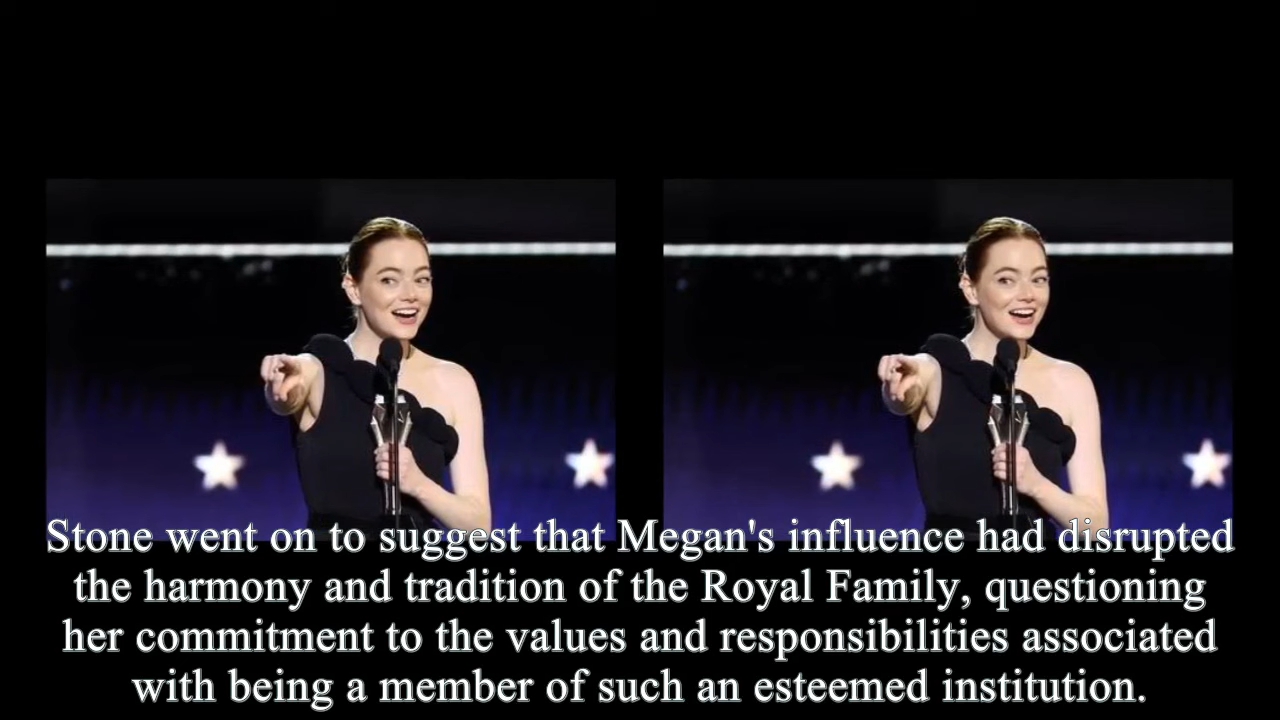 Stone went on to suggest that Megan's influence had disrupted
the harmony and tradition of the Royal Family, questioning
her commitment to the values and responsibilities associated
with being a member of such an esteemed institution.